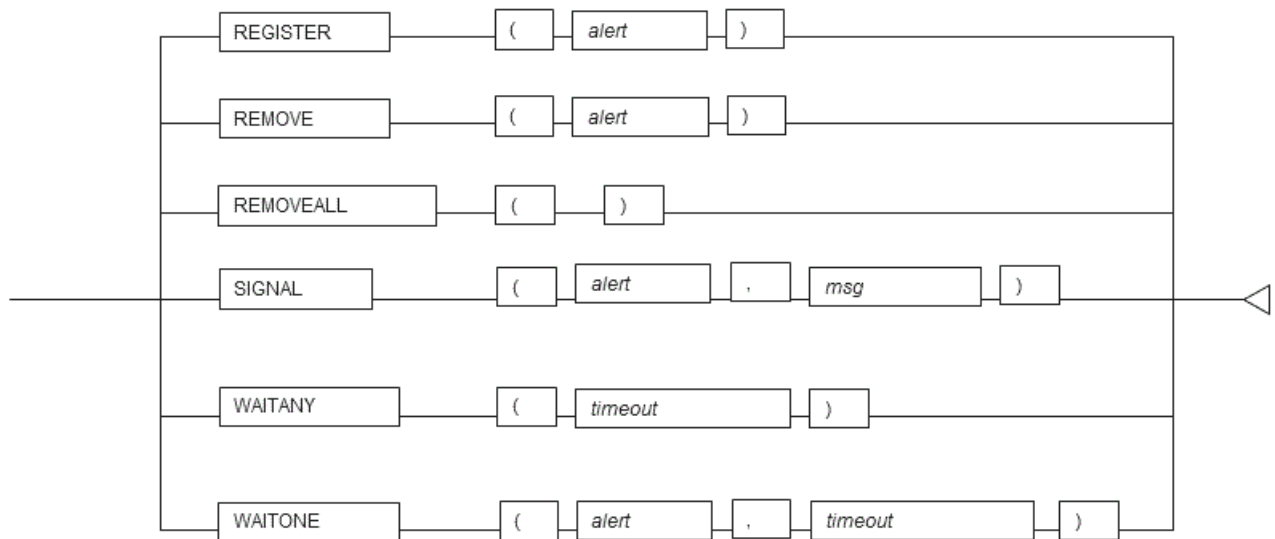 REGISTER ( alert )
REMOVE ( alert )
REMOVEALL ( )
SIGNAL ( alert , msg )
WAITANY ( timeout )
WAITONE ( alert , timeout )